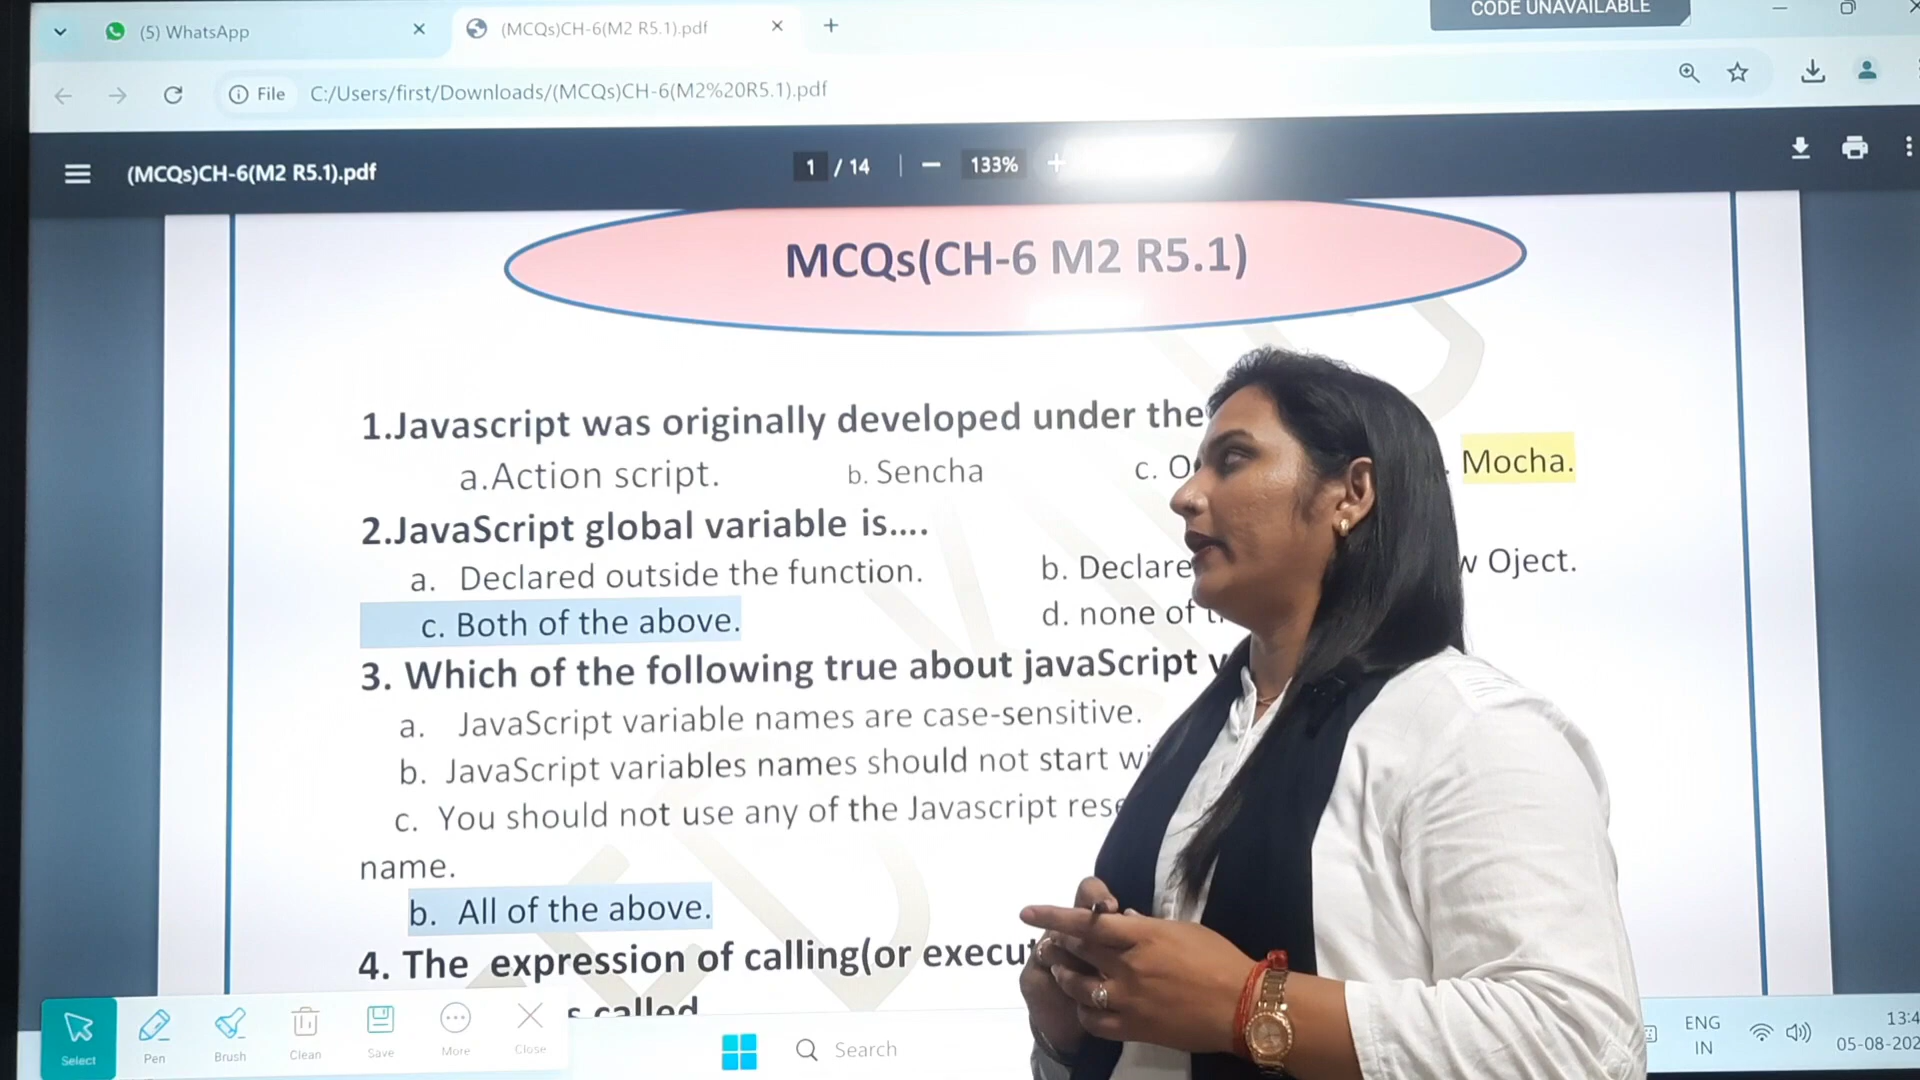 CODE UNAVAILABLE
(5) WhatsApp
(MCQs)CH-6(M2 R5.1).pdf
File C:/Users/first/Downloads/(MCQs)CH-6(M2%20R5.1).pdf
(MCQs)CH-6(M2 R5.1).pdf
1 / 14 133%
MCQs(CH-6 M2 R5.1)
1.Javascript was originally developed under the
a.Action script. b. Sencha c. Mocha.
2.JavaScript global variable is....
a. Declared outside the function. b. Oject.
c. Both of the above. d. none of
3. Which of the following true about javaScript
a. JavaScript variable names are case-sensitive.
b. JavaScript variables names should not start
c. You should not use any of the Javascript
name.
b. All of the above.
4. The expression of calling(or
called
Select Pen Brush Clean Save More Close
Search
ENG
IN